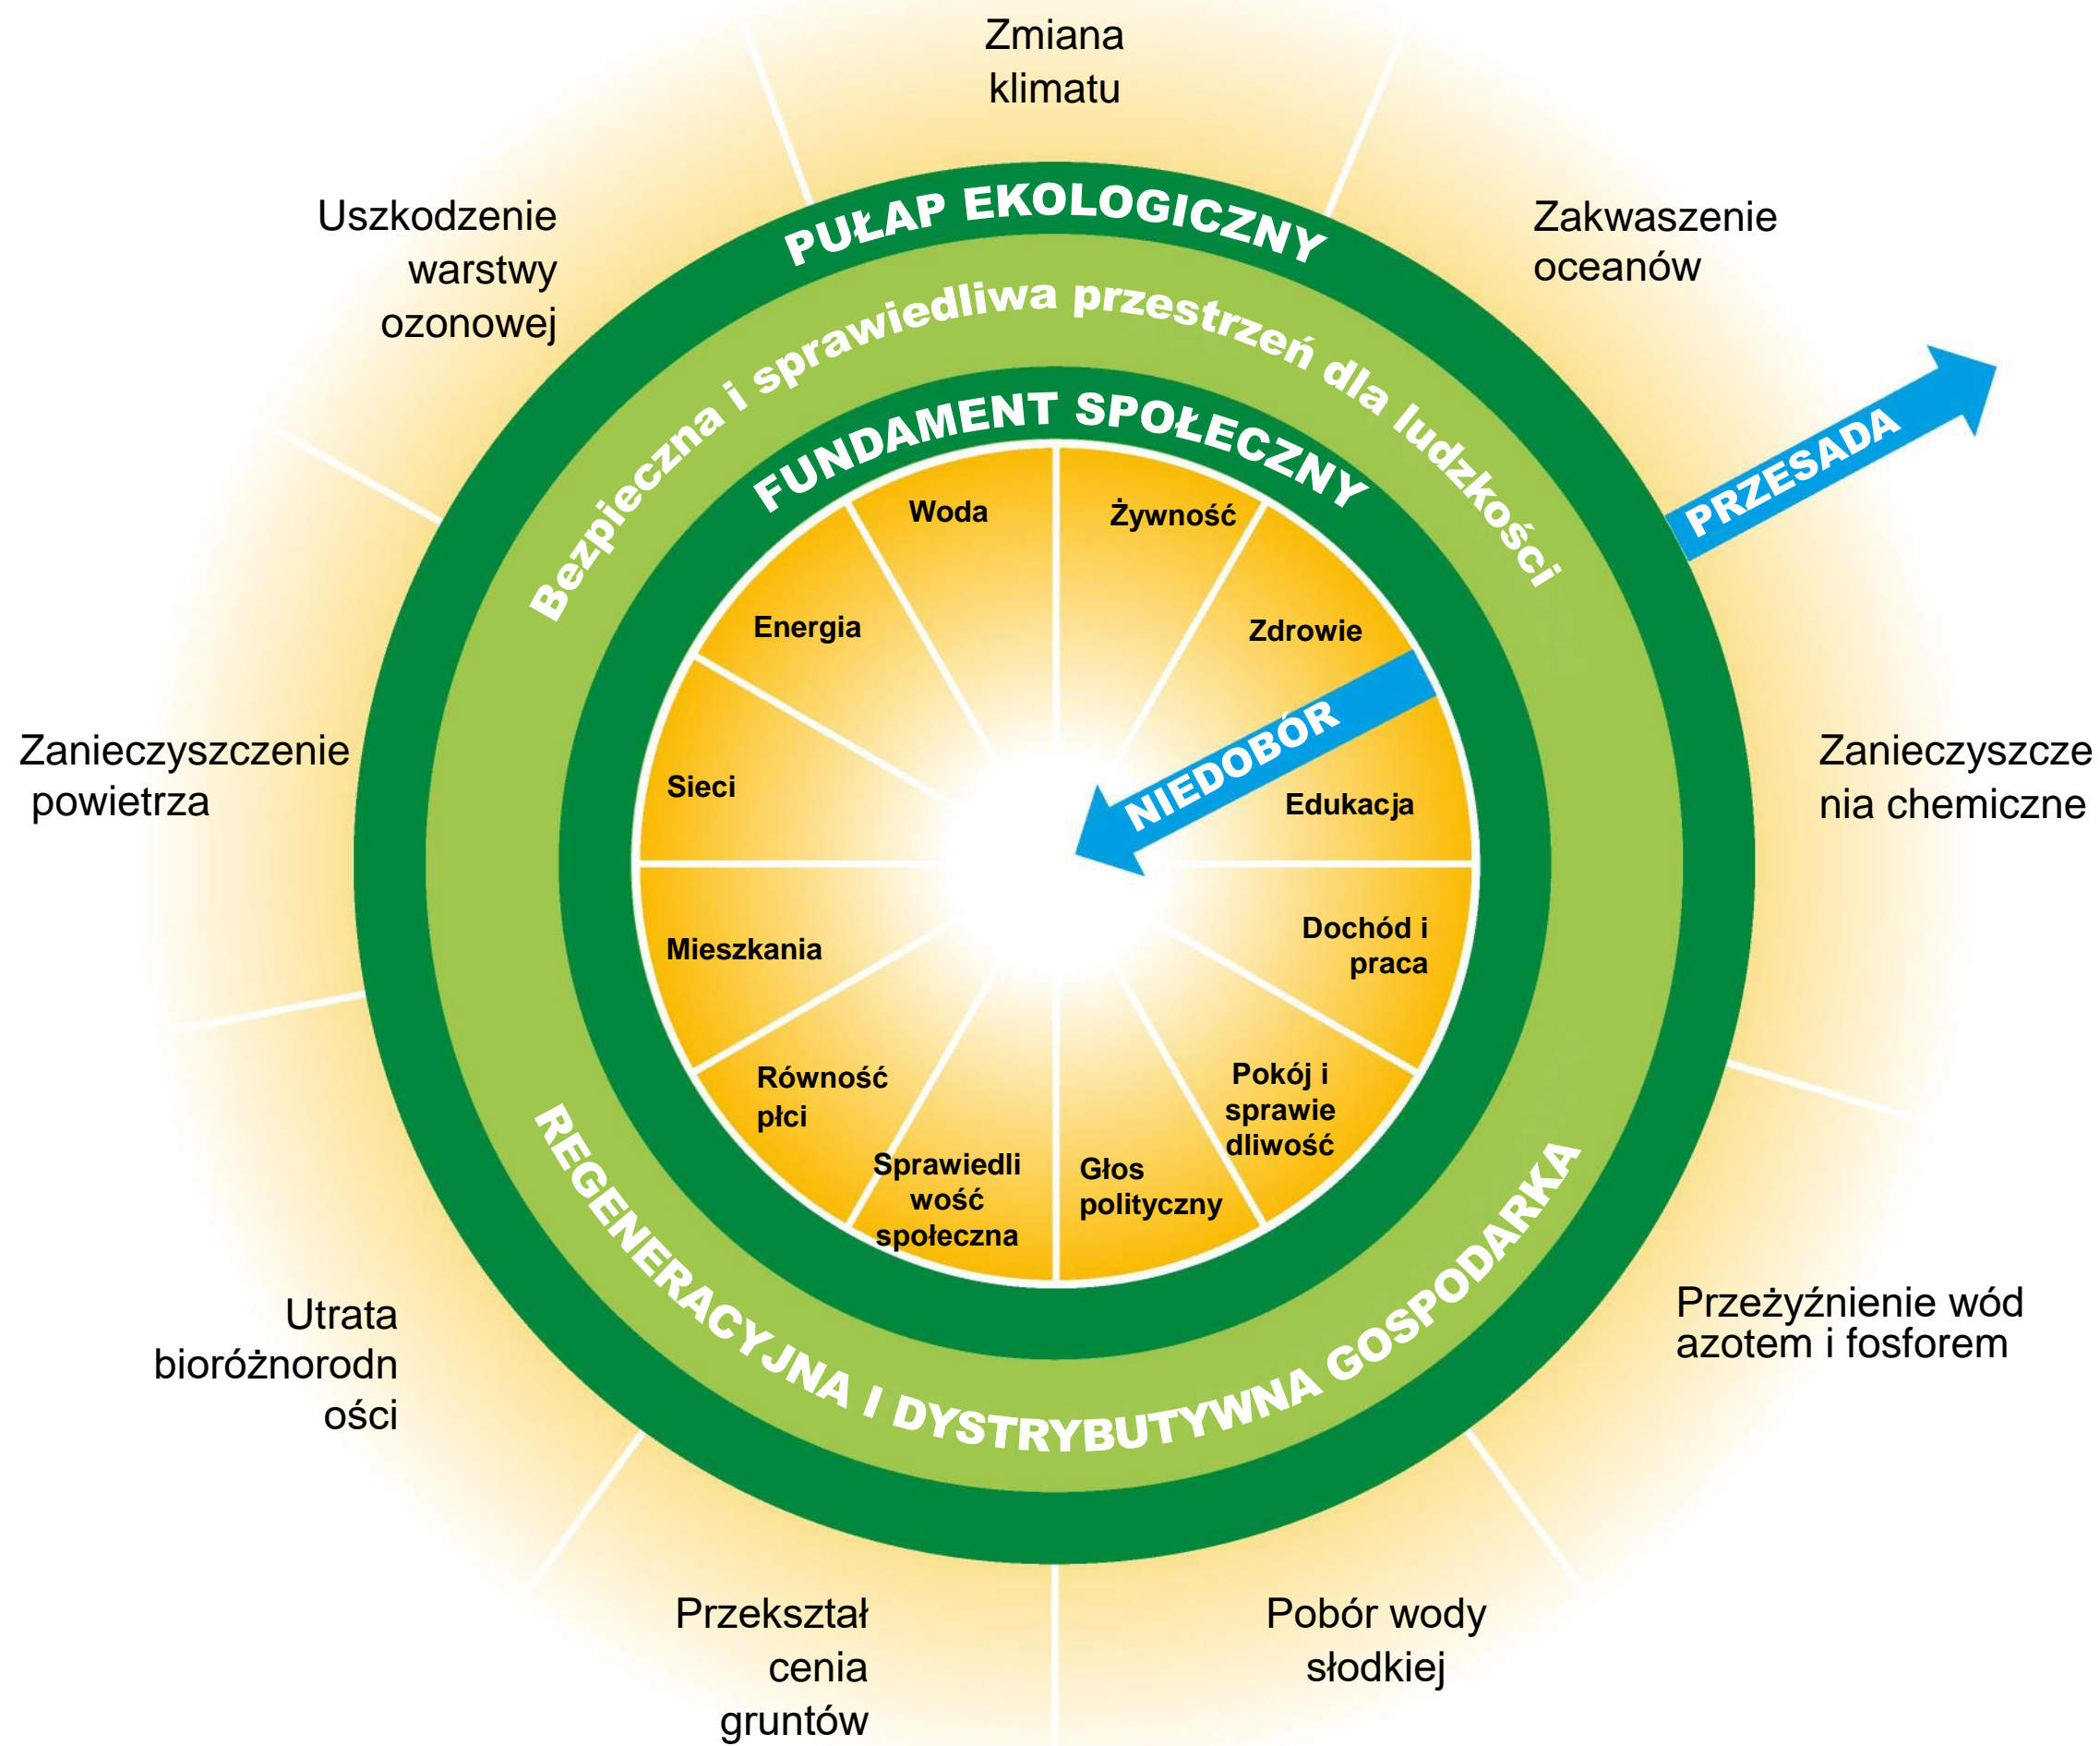 Zmiana
klimatu
Uszkodzenie
warstwy
ozonowej
Zakwaszenie
oceanów
PUŁAP EKOLOGICZNY
Bezpieczna i sprawiedliwa przestrzeń dla ludzkości
FUNDAMENT SPOŁECZNY
PRZESADA
Woda
Żywność
Energia
Zdrowie
NIEDOBÓR
Sieci
Edukacja
Zanieczyszczenie
powietrza
Zanieczyszcze
nia chemiczne
Mieszkania
Dochód i
praca
Równość
płci
Pokój i
sprawie
dliwość
Sprawiedli
wość
społeczna
Głos
polityczny
REGENERACYJNA I DYSTRYBUTYWNA GOSPODARKA
Utrata
bioróżnorodn
ości
Przeżyźnienie wód
azotem i fosforem
Przekształ
cenia
gruntów
Pobór wody
słodkiej